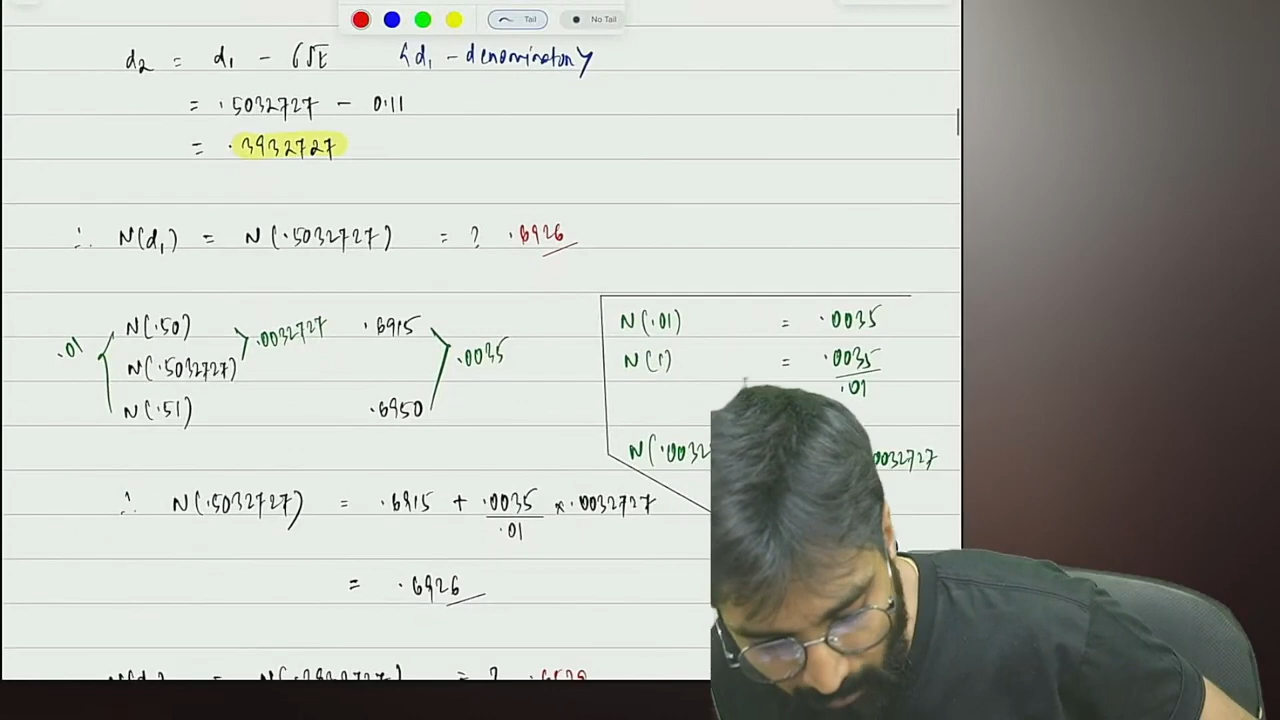 Tail
No Tail
d2 = d1 - σ√t {d1 - denominator}
= .5032727 - 0.11
= .3932727
∴ N(d1) = N(.5032727) = ? .6926
.01
N(.50)
.0032727
.6915
N(.5032727)
.0035
N(.51)
.6950
N(.01) = .0035
N(1) = .0035
.01
0032727
∴ N(.5032727) = .6915 + .0035 × .0032727
.01
= .6926